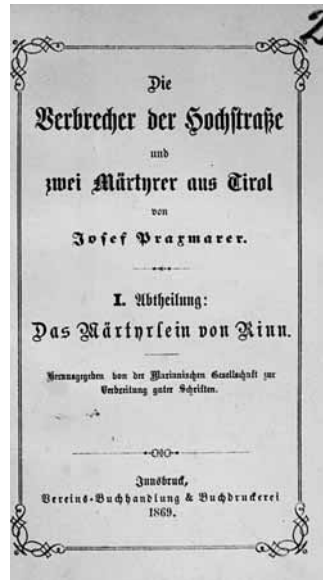 Die
Verbrecher der Hochstraße
und
zwei Märtyrer aus Tirol
von
Josef Praxmarer.
I. Abtheilung:
Das Märtyrlein von Rinn.
Herausgegeben von der Marianischen Gesellschaft zur
Verbreitung guter Schriften.
Innsbruck,
Vereins-Buchhandlung & Buchdruckerei
1869.